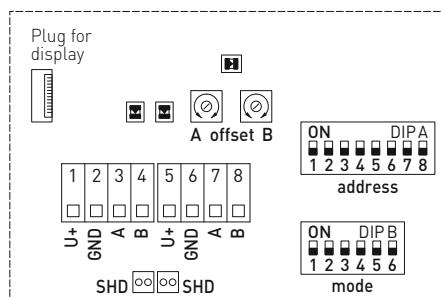 Plug for
display
A offset B
ON DIP A
1 2 3 4 5 6 7 8
address
1 2 3 4 5 6 7 8
U+ GND A B U+ GND A B
ON DIP B
1 2 3 4 5 6
mode
SHD SHD